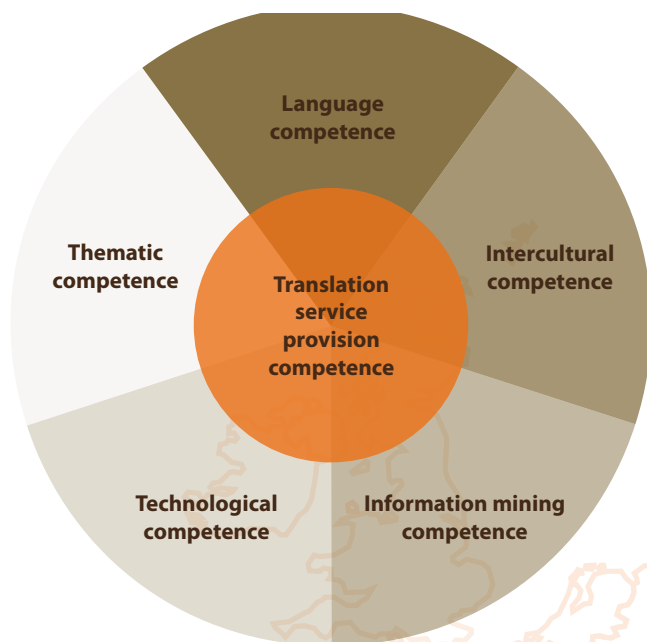 Language
competence
Thematic
competence
Intercultural
competence
Translation
service
provision
competence
Technological
competence
Information mining
competence